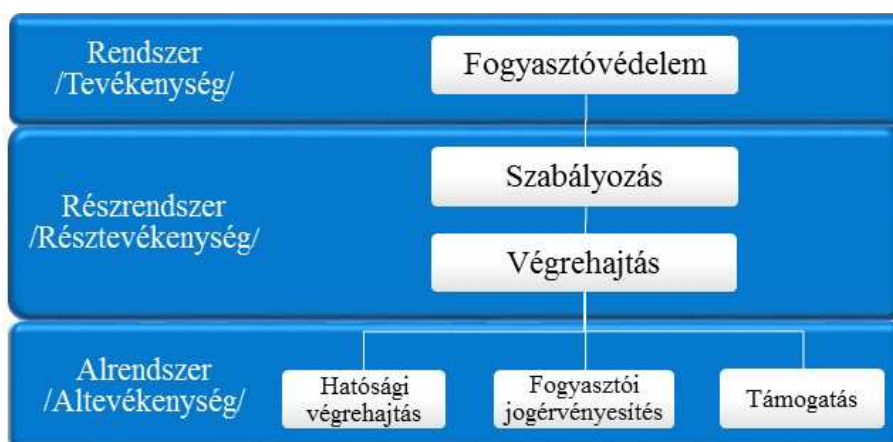 Rendszer
/Tevékenység/
Fogyasztóvédelem
Részrendszer
/Résztevékenység/
Szabályozás
Végrehajtás
Alrendszer
/Altevékenység/
Hatósági
végrehajtás
Fogyasztói
jogérvényesítés
Támogatás